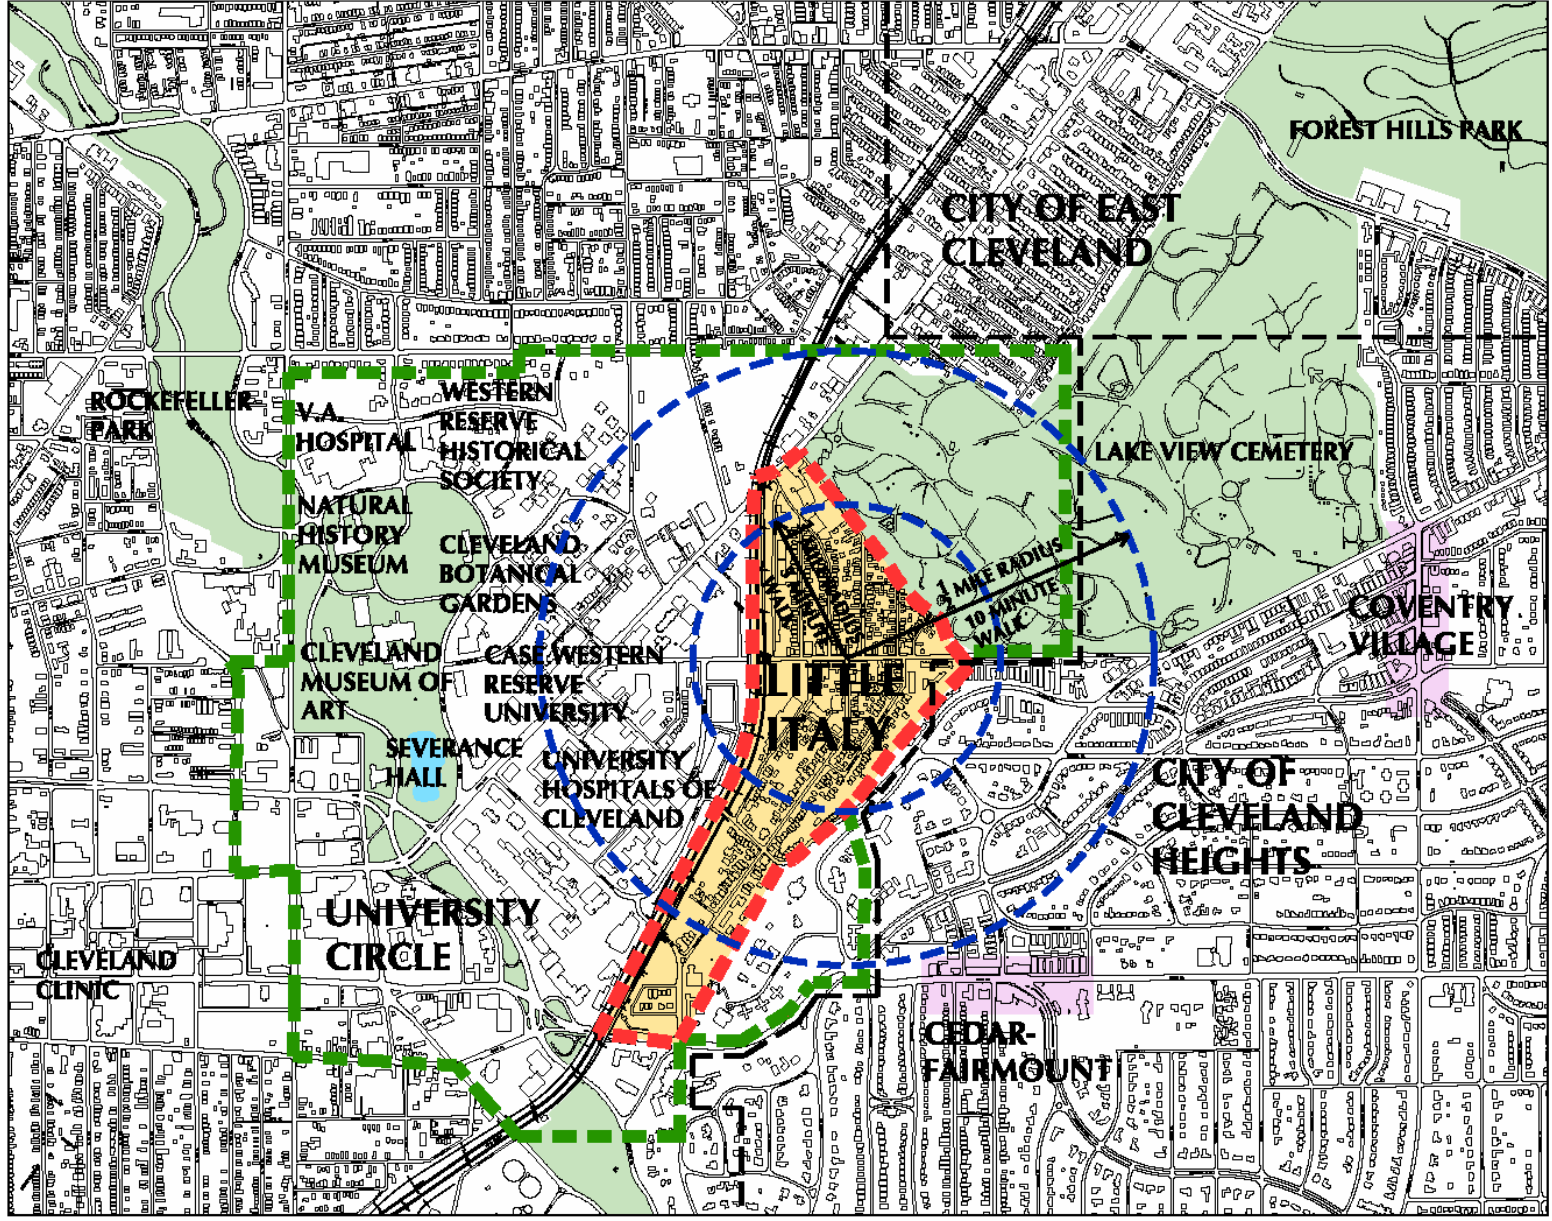 FOREST HILLS PARK
CITY OF EAST
CLEVELAND
ROCKEFELLER
PARK
V.A.
HOSPITAL
WESTERN
RESERVE
HISTORICAL
SOCIETY
LAKE VIEW CEMETERY
NATURAL
HISTORY
MUSEUM
CLEVELAND
BOTANICAL
GARDENS
MILE RADIUS
10 MINUTE
WALK
WALK
COVENTRY
VILLAGE
CLEVELAND
MUSEUM OF
ART
CASE WESTERN
RESERVE
UNIVERSITY
LITTLE
ITALY
SEVERANCE
HALL
UNIVERSITY
HOSPITALS OF
CLEVELAND
CITY OF
CLEVELAND
HEIGHTS
UNIVERSITY
CIRCLE
CLEVELAND
CLINIC
CEDAR-
FAIRMOUNT